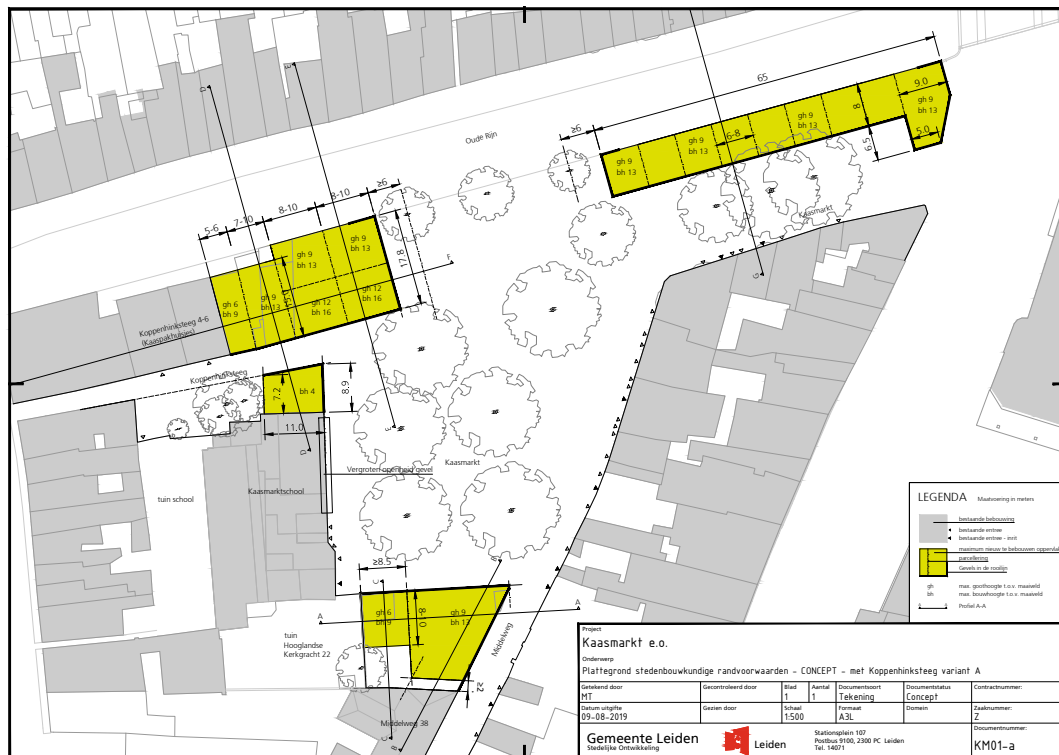 65
9.0
gh 9
bh 13
8
5.0
5.6
gh 9
bh 13
6-8
gh 9
bh 13
gh 9
bh 13
≥6
Oude Rijn
Kaasmarkt
E
D
G
F
≥6
8-10
8-10
7-10
5-6
17.8
gh 9
bh 13
gh 9
bh 13
gh 12
bh 16
gh 12
bh 16
gh 9
bh 13
gh 6
bh 9
Koppenhinksteeg 4-6
(Kaaspakhuisjes)
Koppenhinksteeg
7.2
bh 4
8.9
11.0
E
D
Vergroten openheid gevel
Kaasmarkt
Kaasmarktschool
tuin school
≥8.5
C
B
gh 6
bh 9
8-10
gh 9
bh 13
A
A
tuin
Hooglandse
Kerkgracht 22
Middelweg
≥2
Middelweg 38
C
B
LEGENDA Maatvoering in meters
bestaande bebouwing
bestaande entree
bestaande entree - inrit
maximum nieuw te bebouwen oppervlak
parcellering
Gevels in de rooilijn
gh max. goothoogte t.o.v. maaiveld
bh max. bouwhoogte t.o.v. maaiveld
Profiel A-A
Project
Kaasmarkt e.o.
Onderwerp
Plattegrond stedenbouwkundige randvoorwaarden - CONCEPT - met Koppenhinksteeg variant A
Getekend door Gecontroleerd door Blad Aantal Documentsoort Documentstatus Contractnummer:
MT 1 1 Tekening Concept
Datum uitgifte Gezien door Schaal Formaat Domein Zaaknummer:
09-08-2019 1:500 A3L Z
Gemeente Leiden
Stedelijke Ontwikkeling
Leiden
Stationsplein 107
Postbus 9100, 2300 PC Leiden
Tel. 14071
Documentnummer:
KM01-a